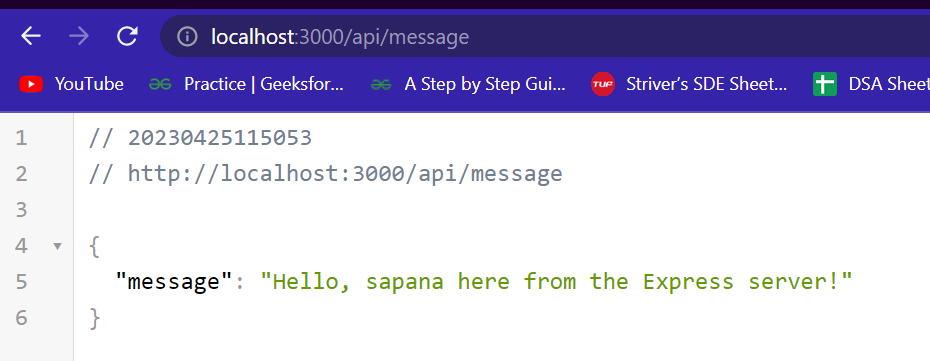 localhost:3000/api/message
YouTube Practice | Geeksfor... A Step by Step Gui... TUF Striver's SDE Sheet... DSA Sheet
1 // 20230425115053
2 // http://localhost:3000/api/message
3
4 {
5 "message": "Hello, sapana here from the Express server!"
6 }